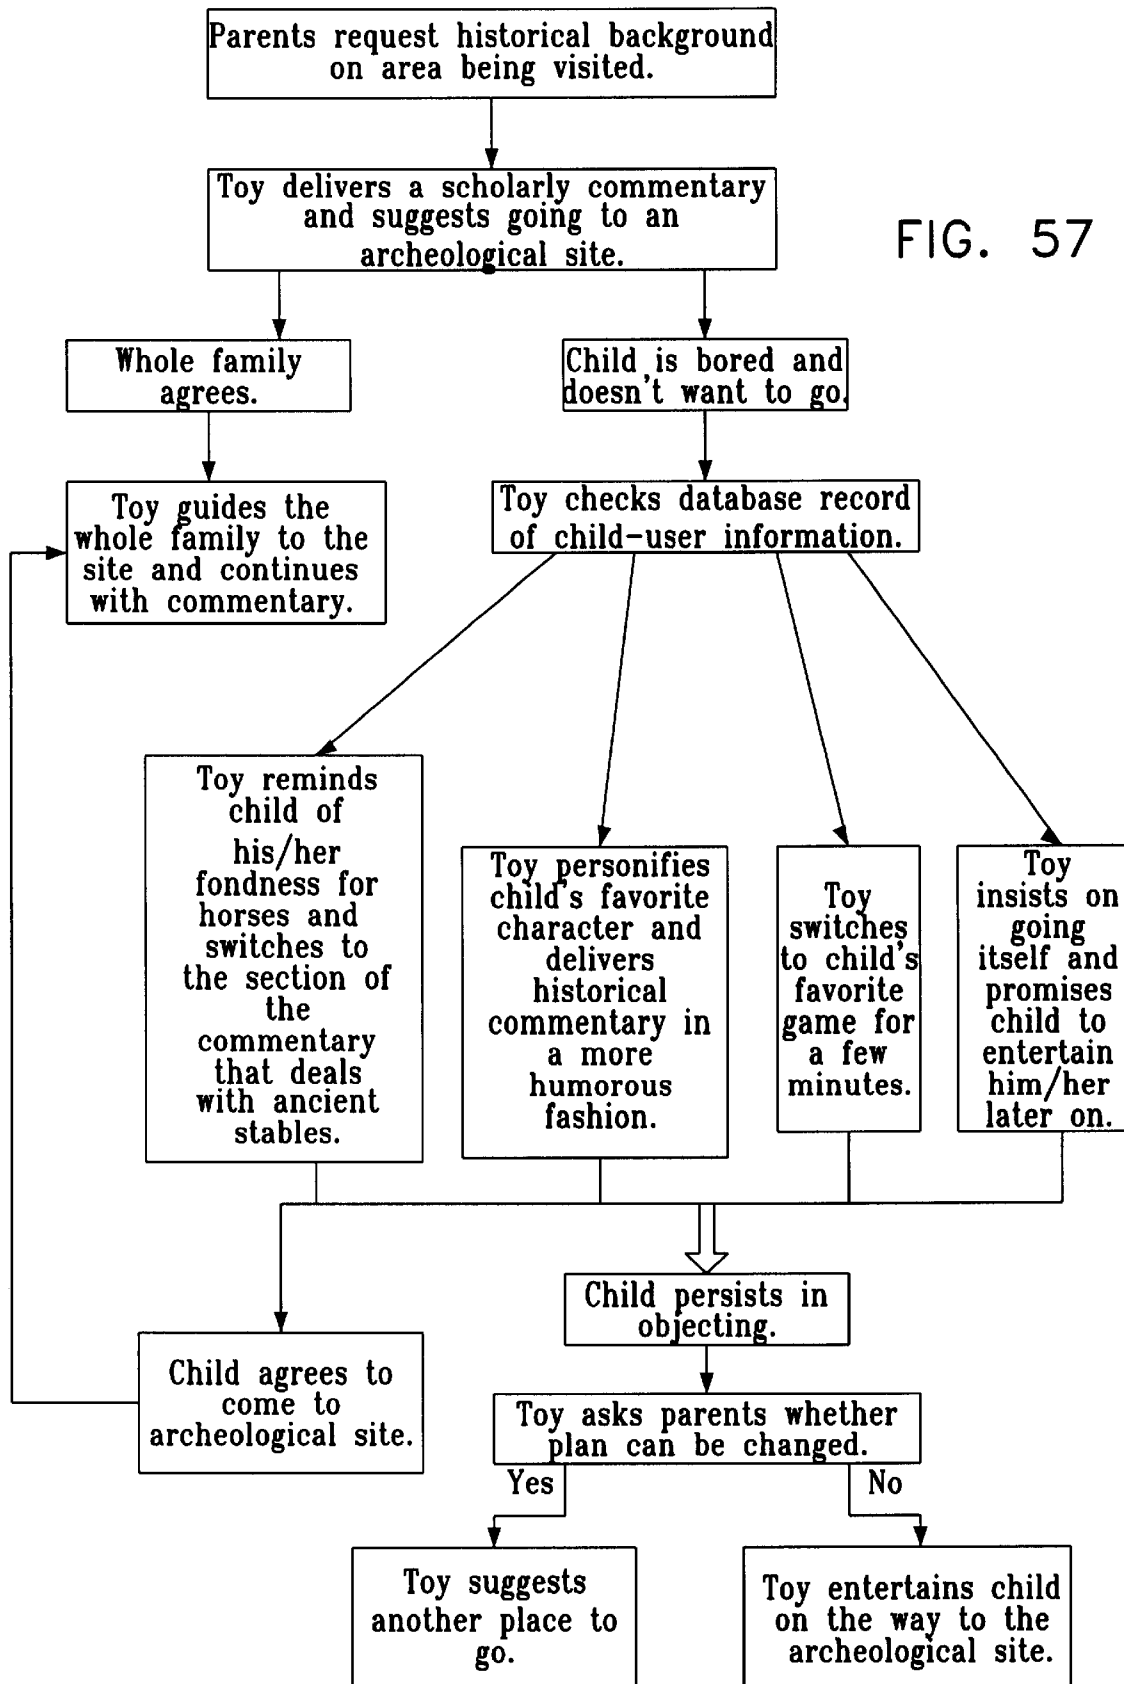 Parents request historical background
on area being visited.
Toy delivers a scholarly commentary
and suggests going to an
archeological site.
FIG. 57
Whole family
agrees.
Child is bored and
doesn't want to go.
Toy guides the
whole family to the
site and continues
with commentary.
Toy checks database record
of child-user information.
Toy reminds
child of
his/her
fondness for
horses and
switches to
the section of
the
commentary
that deals
with ancient
stables.
Toy personifies
child's favorite
character and
delivers
historical
commentary in
a more
humorous
fashion.
Toy
switches
to child's
favorite
game for
a few
minutes.
Toy
insists on
going
itself and
promises
child to
entertain
him/her
later on.
Child persists in
objecting.
Child agrees to
come to
archeological site.
Toy asks parents whether
plan can be changed.
Yes
No
Toy suggests
another place to
go.
Toy entertains child
on the way to the
archeological site.